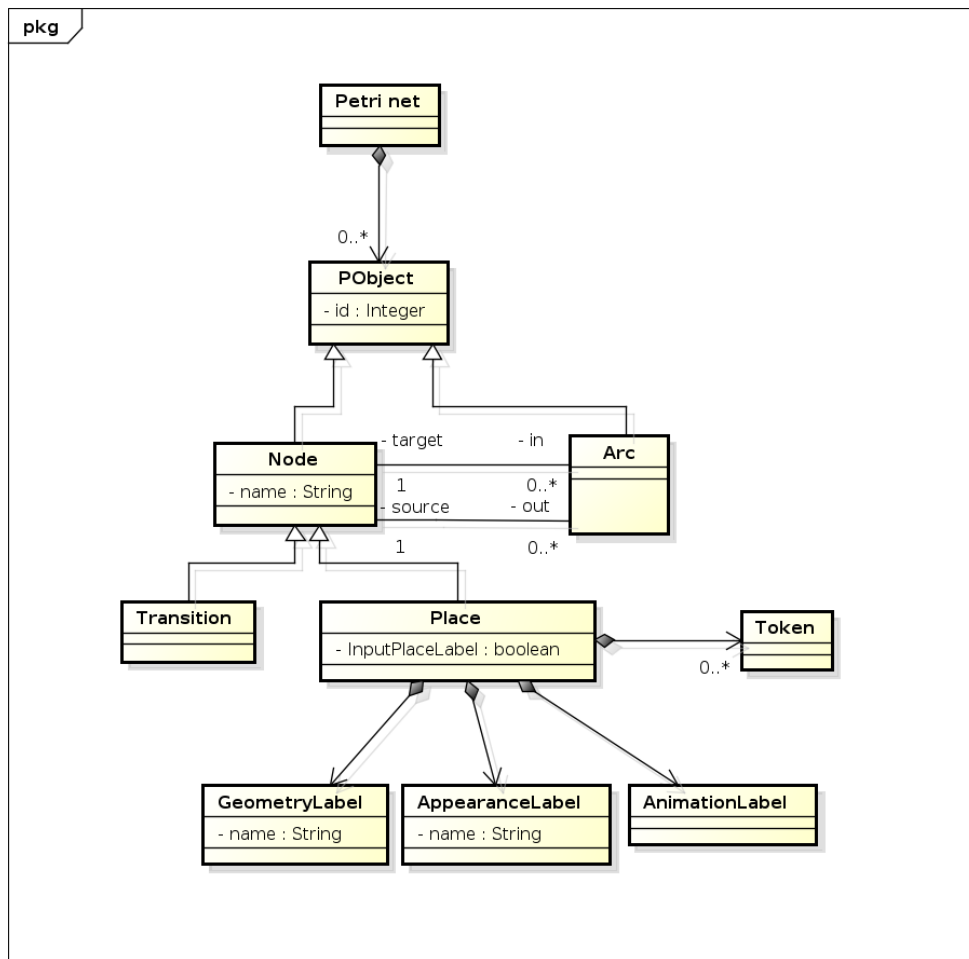 pkg
Petri net
0..*
PObject
- id : Integer
- target - in
Node
Arc
- name : String
1 0..*
- source - out
1 0..*
Transition
Place
Token
- InputPlaceLabel : boolean
0..*
GeometryLabel
AppearanceLabel
AnimationLabel
- name : String
- name : String